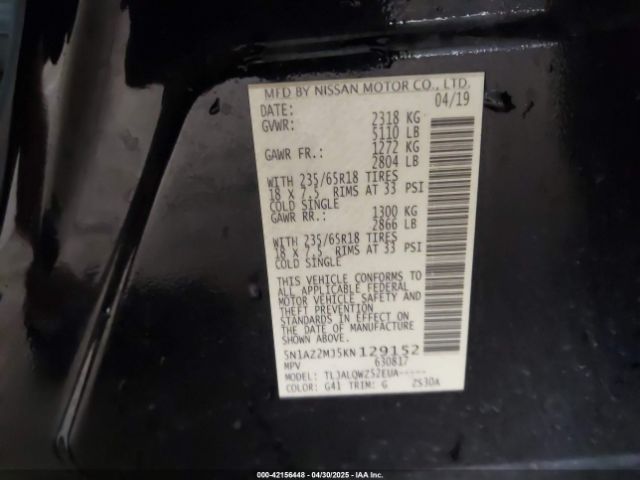 MFD BY NISSAN MOTOR CO., LTD.
DATE: 04/19
GVWR: 2318 KG
5110 LB
GAWR FR.: 1272 KG
2804 LB
WITH 235/65R18 TIRES
18 X 7.5 RIMS AT 33 PSI
COLD SINGLE
GAWR RR.: 1300 KG
2866 LB
WITH 235/65R18 TIRES
18 X 7.5 RIMS AT 33 PSI
COLD SINGLE
THIS VEHICLE CONFORMS TO
ALL APPLICABLE FEDERAL
MOTOR VEHICLE SAFETY AND
THEFT PREVENTION
STANDARDS IN EFFECT ON
THE DATE OF MANUFACTURE
SHOWN ABOVE.
5N1AZ2MJ5KN129152
MPV 630817
MODEL: TLJALQWZ52EUA-----
COLOR: G41 TRIM: G ZS30A
000-42156448 - 04/30/2025 - IAA Inc.